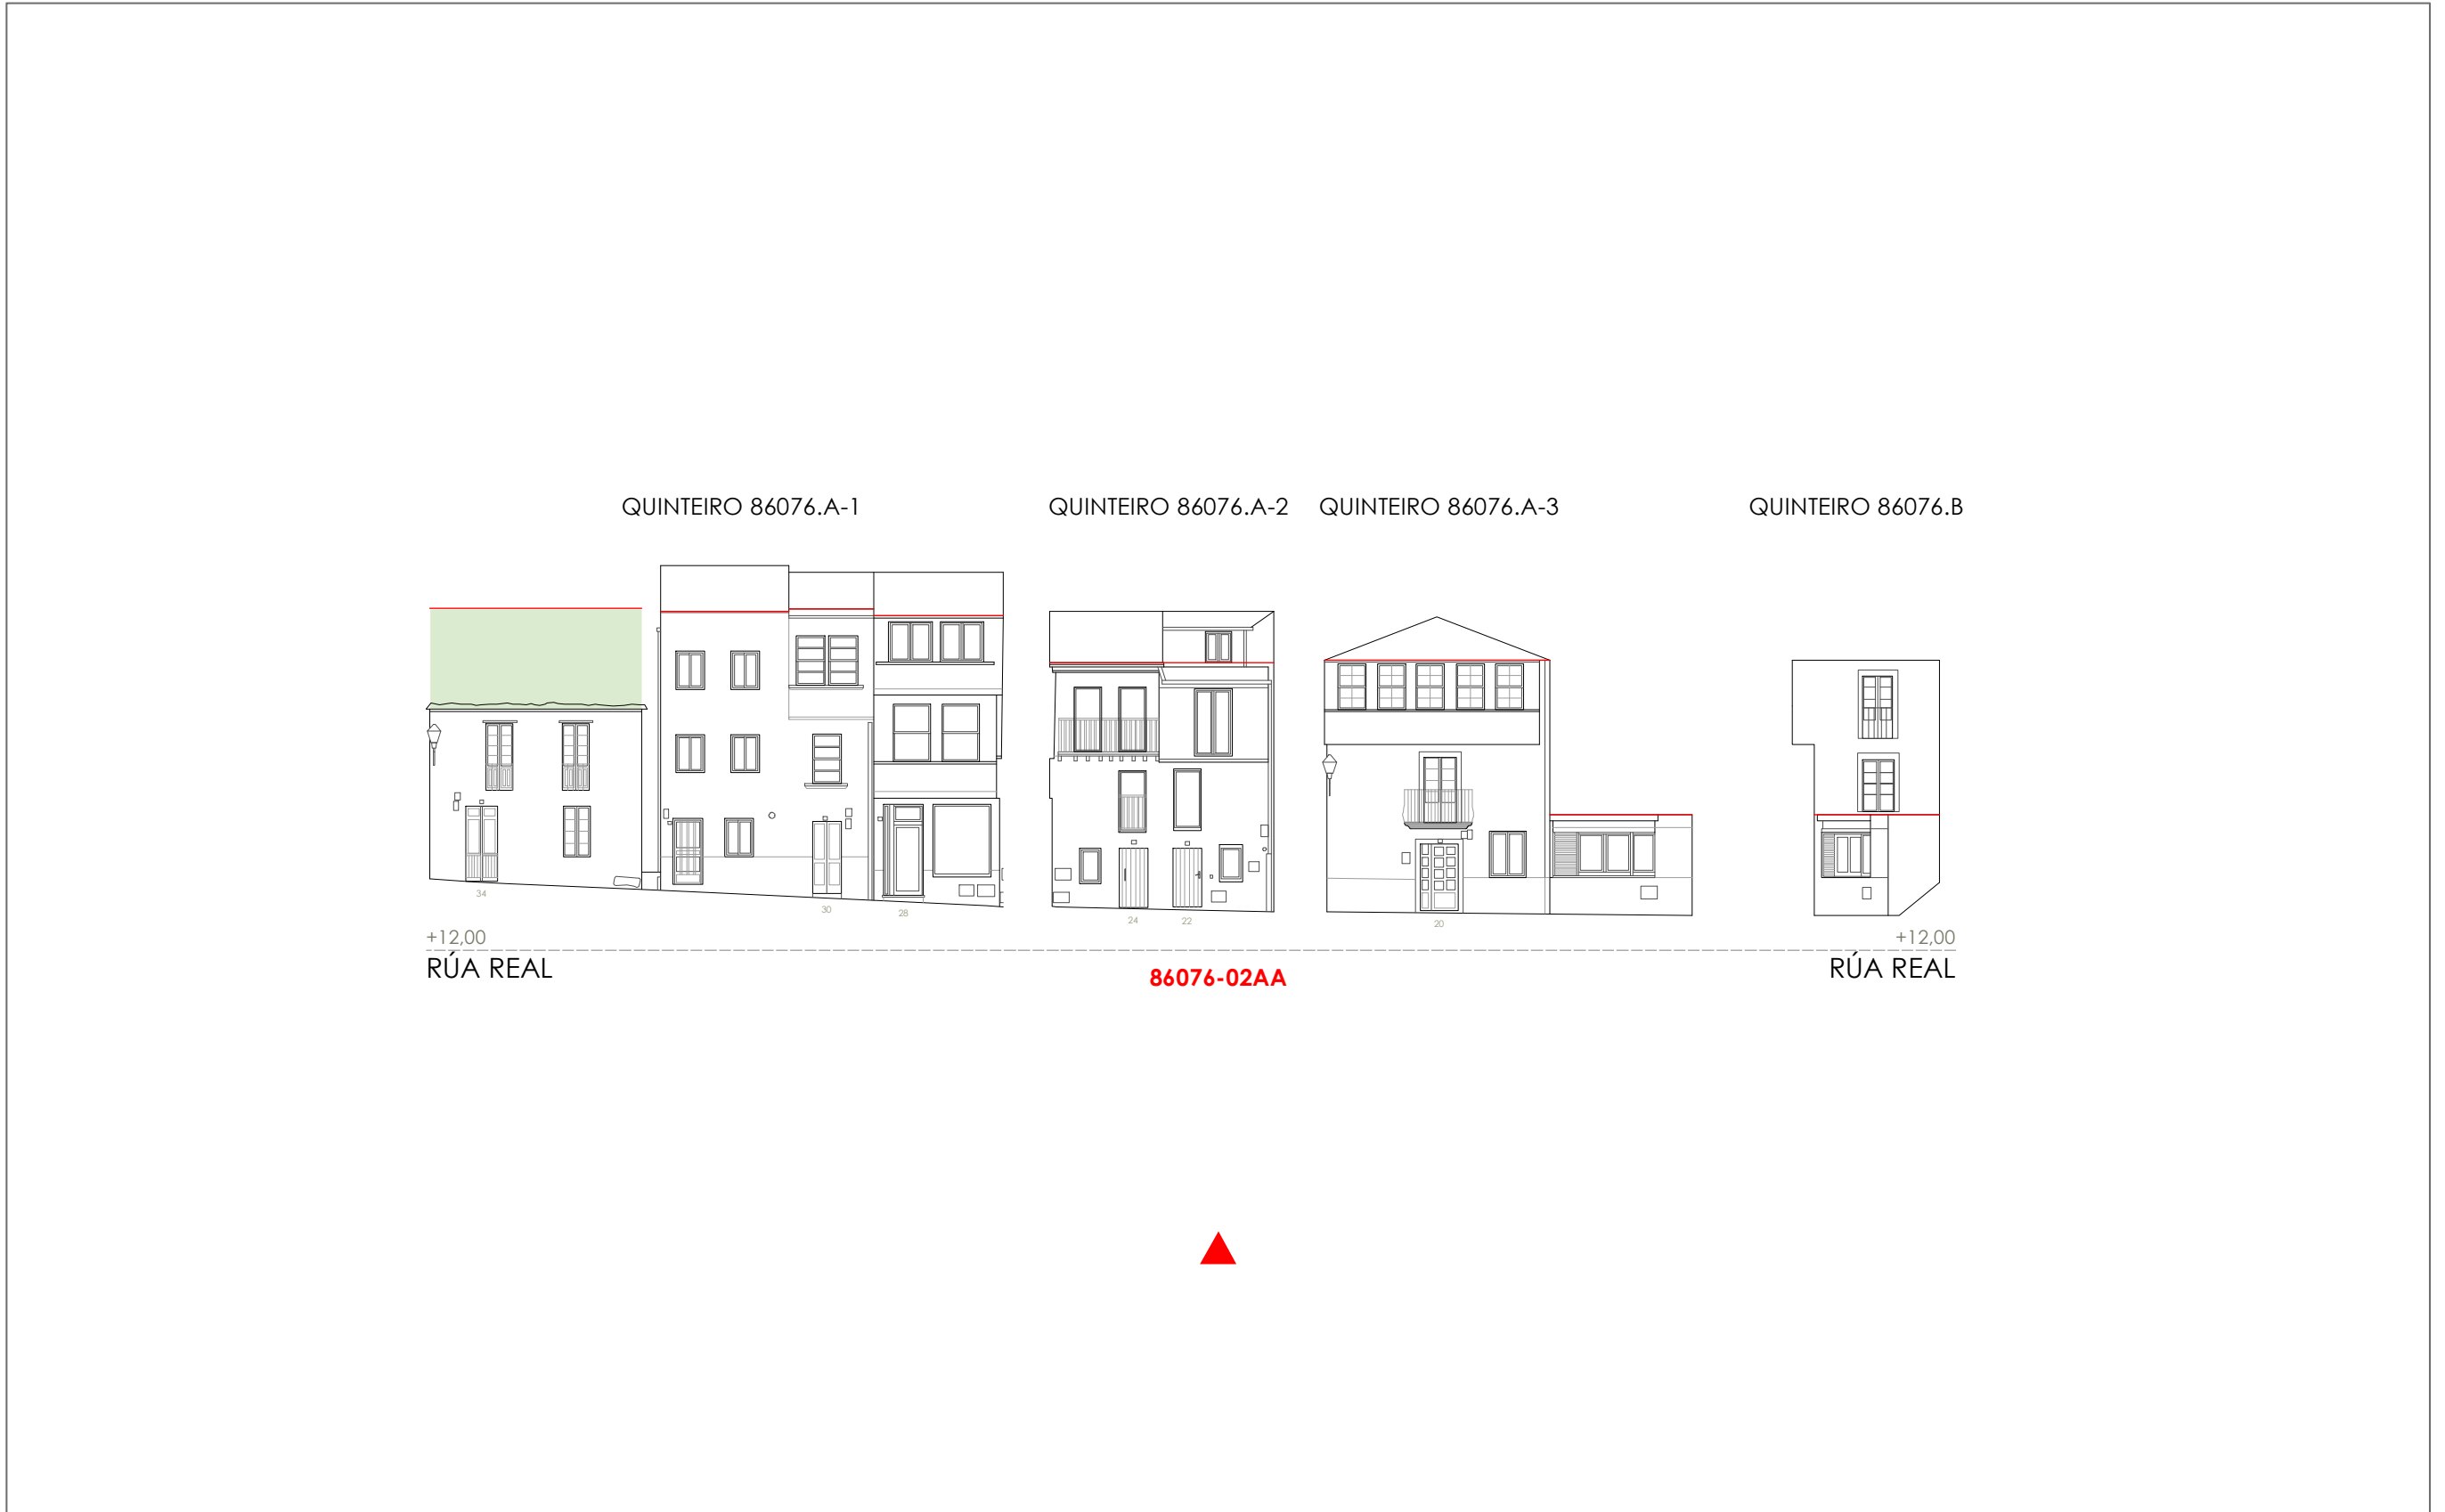 QUINTEIRO 86076.A-1 QUINTEIRO 86076.A-2 QUINTEIRO 86076.A-3 QUINTEIRO 86076.B
34 30 28 24 22 20
+12,00 +12,00
RÚA REAL 86076-02AA RÚA REAL